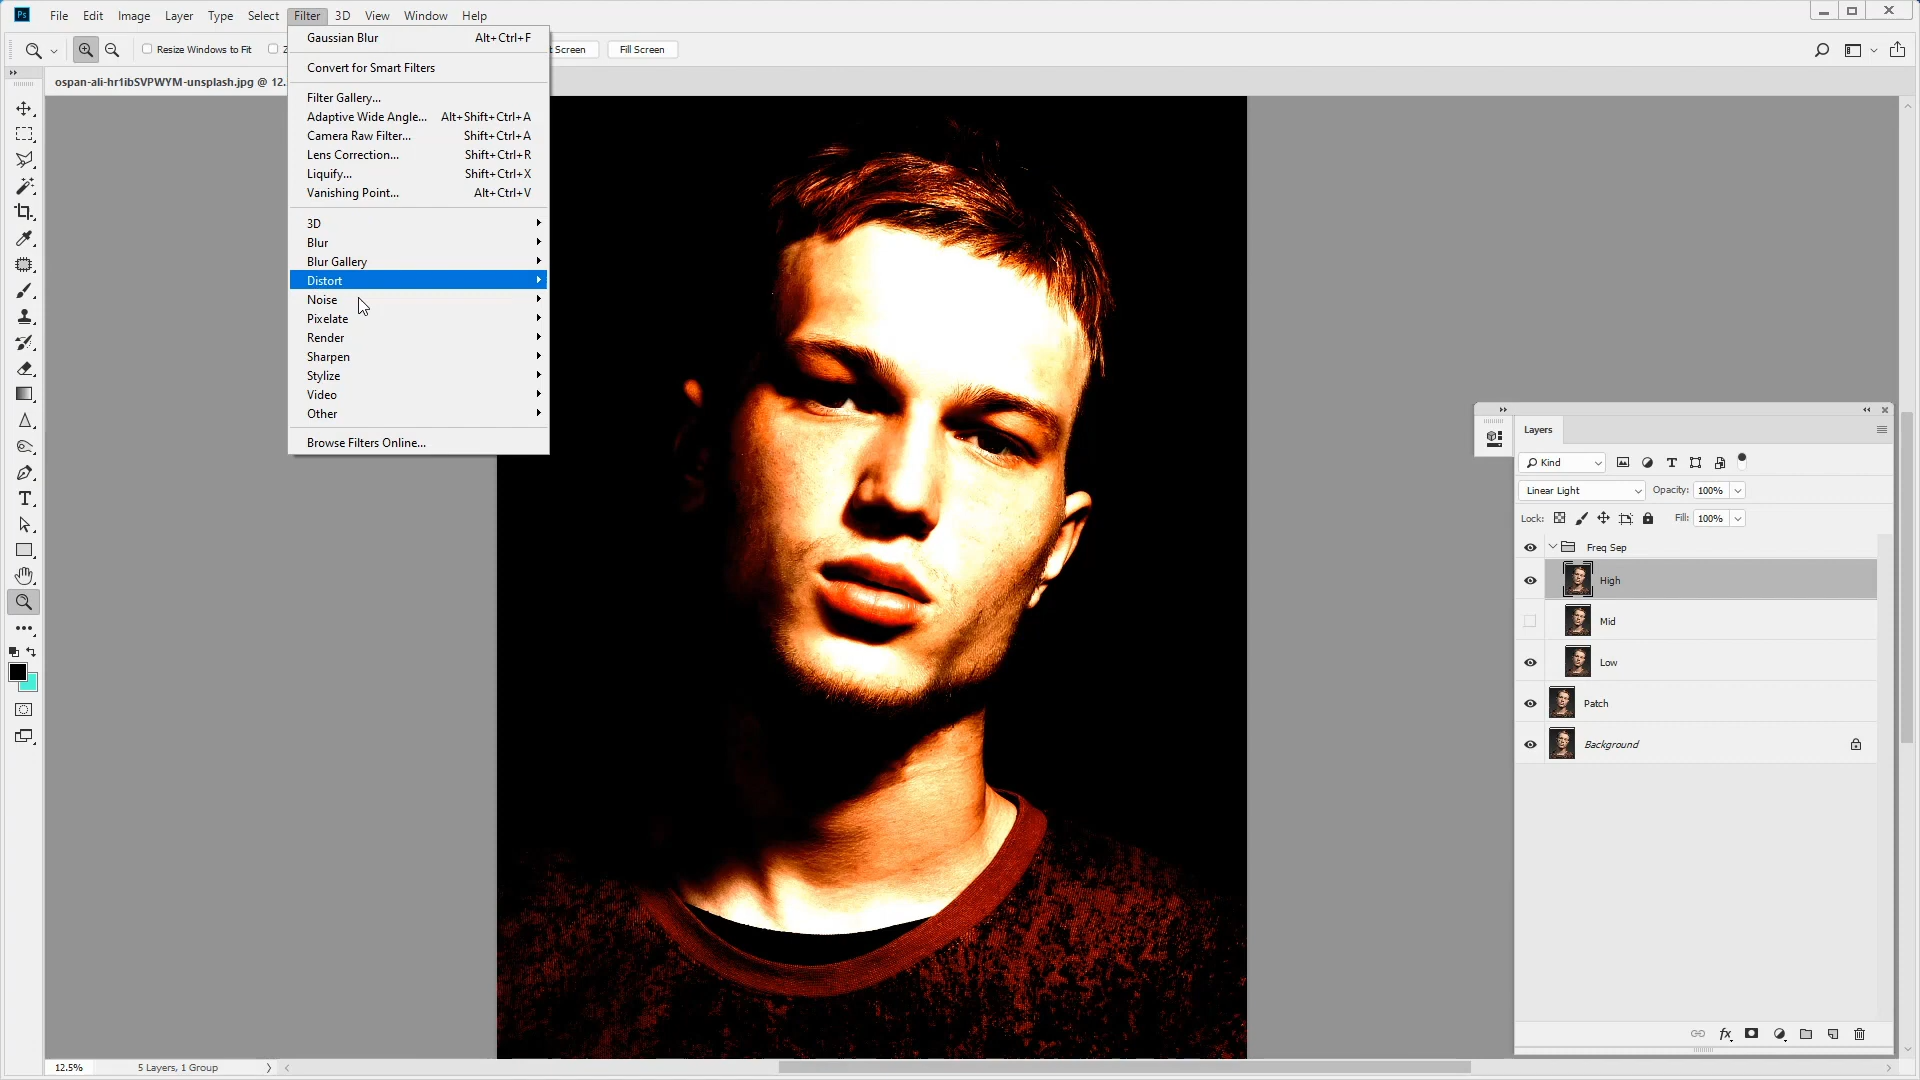 Ps File Edit Image Layer Type Select Filter 3D View Window Help
Resize Windows to Fit
Screen Fill Screen
ospan-ali-hr1ibSVPWYM-unsplash.jpg @ 12.
Gaussian Blur Alt+Ctrl+F
Convert for Smart Filters
Filter Gallery...
Adaptive Wide Angle... Alt+Shift+Ctrl+A
Camera Raw Filter... Shift+Ctrl+A
Lens Correction... Shift+Ctrl+R
Liquify... Shift+Ctrl+X
Vanishing Point... Alt+Ctrl+V
3D
Blur
Blur Gallery
Distort
Noise
Pixelate
Render
Sharpen
Stylize
Video
Other
Browse Filters Online...
Layers
Kind
Linear Light Opacity: 100%
Lock: Fill: 100%
Freq Sep
High
Mid
Low
Patch
Background
fx
12.5% 5 Layers, 1 Group